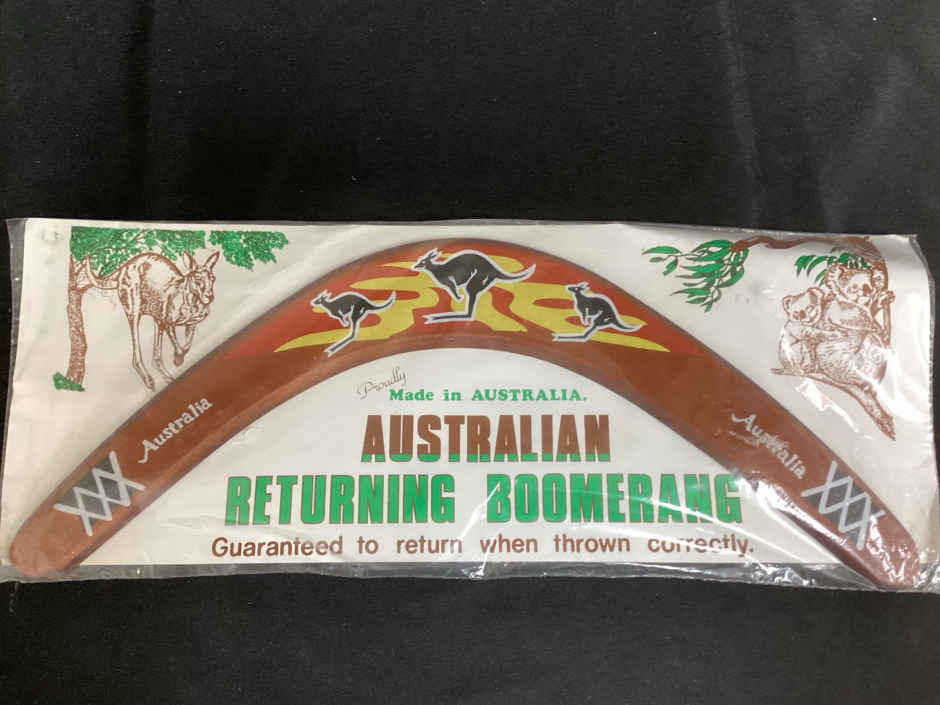 Australia
Australia
Proudly
Made in AUSTRALIA.
AUSTRALIAN
RETURNING BOOMERANG
Guaranteed to return when thrown correctly.